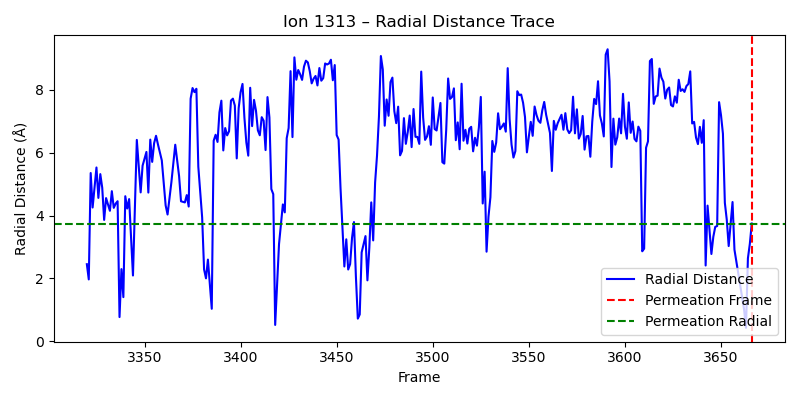 Ion 1313 – Radial Distance Trace
Radial Distance (Å)
8
6
4
2
0
3350
3400
3450
3500
3550
3600
3650
Frame
Radial Distance
Permeation Frame
Permeation Radial